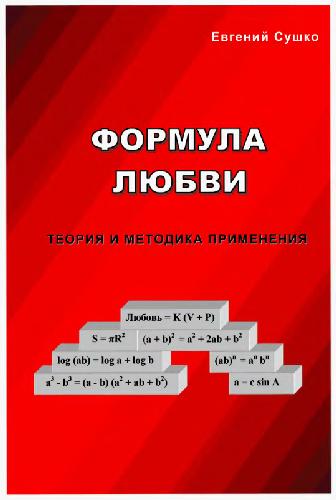 Евгений Сушко
ФОРМУЛА
ЛЮБВИ
ТЕОРИЯ И МЕТОДИКА ПРИМЕНЕНИЯ
Любовь = K (V + P)
S = πR² (a + b)² = a² + 2ab + b²
log (ab) = log a + log b (ab)ⁿ = aⁿ bⁿ
a³ - b³ = (a - b) (a² + ab + b²) a = c sin A